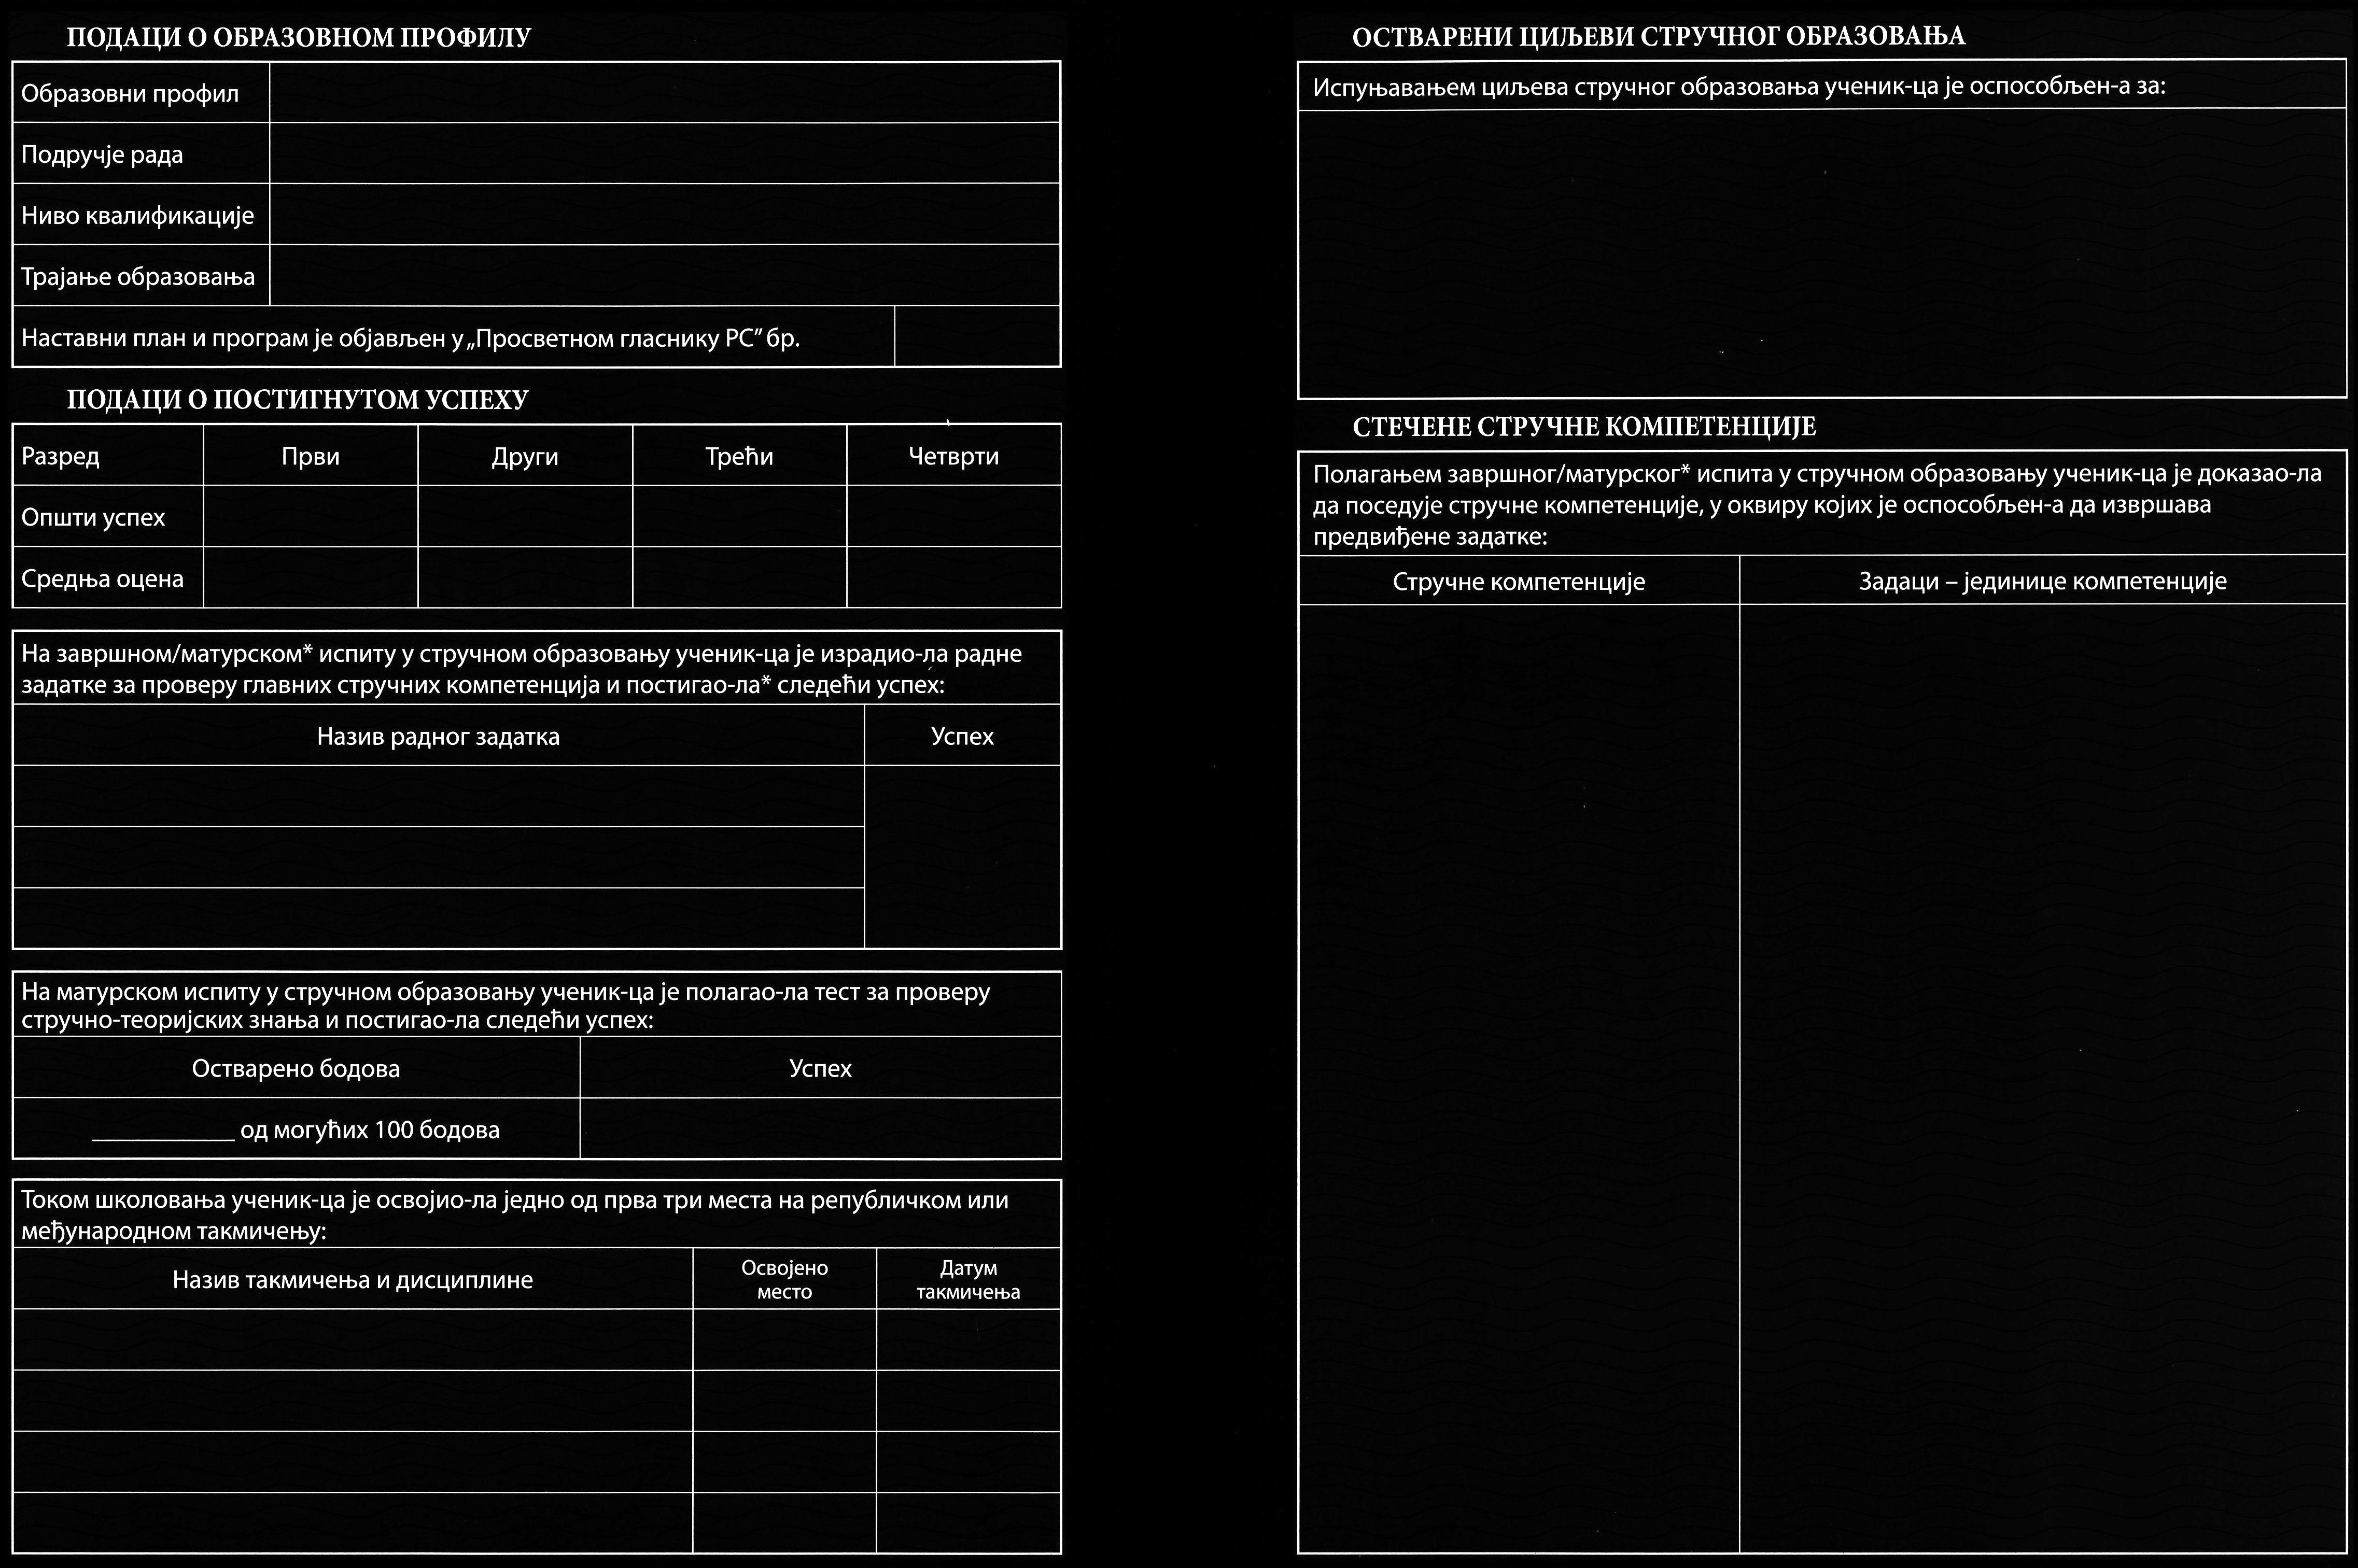 ПОДАЦИ О ОБРАЗОВНОМ ПРОФИЛУ
Образовни профил
Подручје рада
Ниво квалификације
Трајање образовања
Наставни план и програм је објављен у „Просветном гласнику РС” бр.
ПОДАЦИ О ПОСТИГНУТОМ УСПЕХУ
Разред Први Други Трећи Четврти
Општи успех
Средња оцена
На завршном/матурском* испиту у стручном образовању ученик-ца је израдио-ла радне
задатке за проверу главних стручних компетенција и постигао-ла* следећи успех:
Назив радног задатка Успех
На матурском испиту у стручном образовању ученик-ца је полагао-ла тест за проверу
стручно-теоријских знања и постигао-ла следећи успех:
Остварено бодова Успех
____________ од могућих 100 бодова
Током школовања ученик-ца је освојио-ла једно од прва три места на републичком или
међународном такмичењу:
Назив такмичења и дисциплине
Освојено
место
Датум
такмичења
ОСТВАРЕНИ ЦИЉЕВИ СТРУЧНОГ ОБРАЗОВАЊА
Испуњавањем циљева стручног образовања ученик-ца је оспособљен-а за:
СТЕЧЕНЕ СТРУЧНЕ КОМПЕТЕНЦИЈЕ
Полагањем завршног/матурског* испита у стручном образовању ученик-ца је доказао-ла
да поседује стручне компетенције, у оквиру којих је оспособљен-а да извршава
предвиђене задатке:
Стручне компетенције Задаци – јединице компетенције